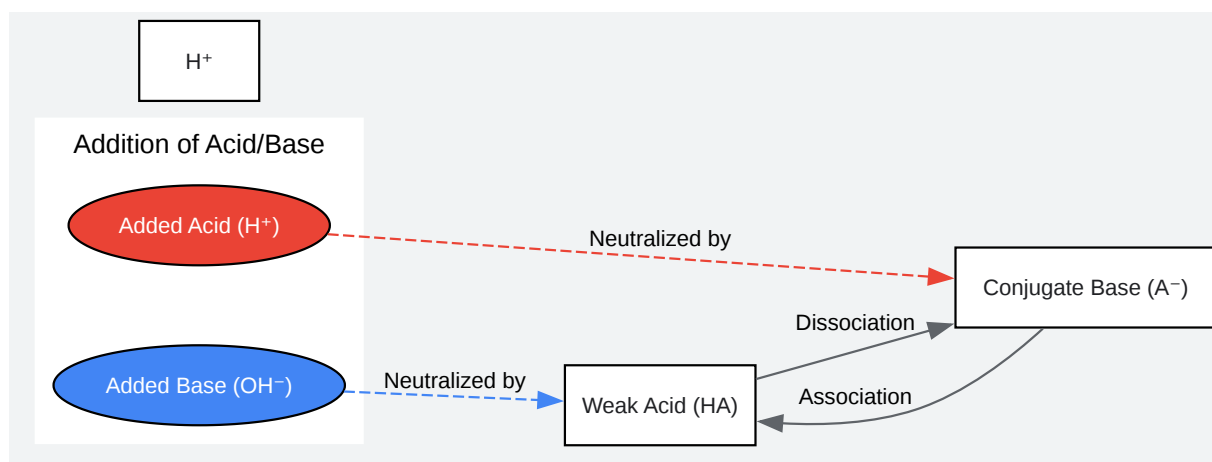 H⁺
Addition of Acid/Base
Added Acid (H⁺)
Neutralized by
Conjugate Base (A⁻)
Dissociation
Added Base (OH⁻)
Neutralized by
Weak Acid (HA)
Association